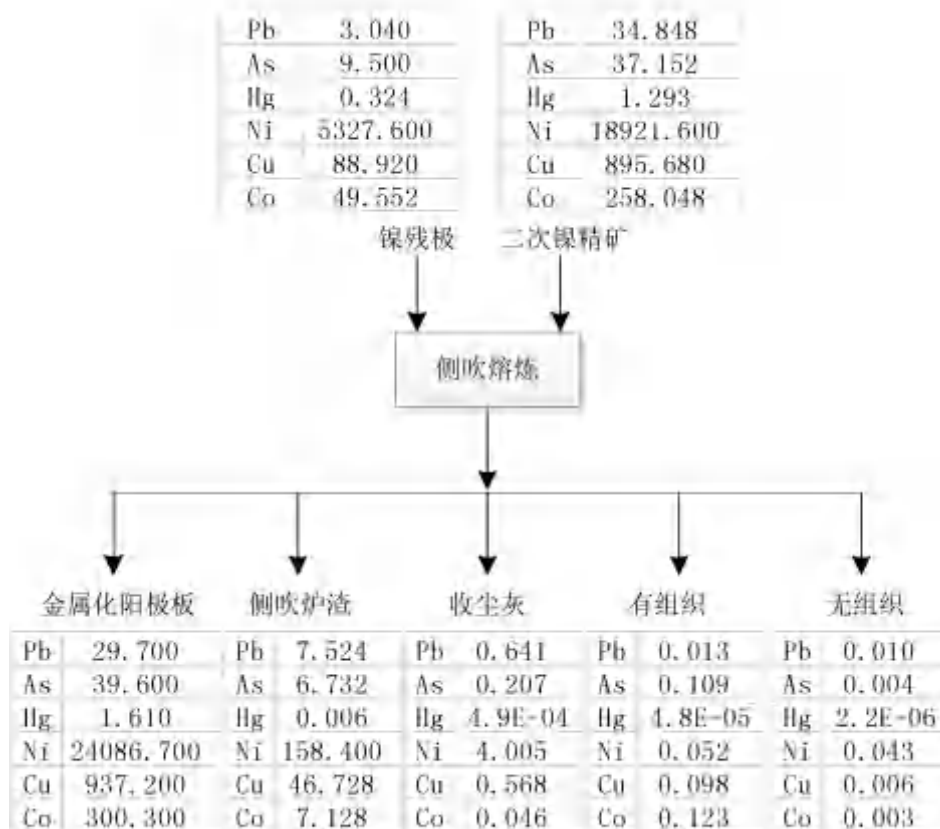 Pb 3.040 Pb 34.848
As 9.500 As 37.152
Hg 0.324 Hg 1.293
Ni 5327.600 Ni 18921.600
Cu 88.920 Cu 895.680
Co 49.552 Co 258.048
镍残极 二次镍精矿
侧吹熔炼
金属化阳极板 侧吹炉渣 收尘灰 有组织 无组织
Pb 29.700 Pb 7.524 Pb 0.641 Pb 0.013 Pb 0.010
As 39.600 As 6.732 As 0.207 As 0.109 As 0.004
Hg 1.610 Hg 0.006 Hg 4.9E-04 Hg 4.8E-05 Hg 2.2E-06
Ni 24086.700 Ni 158.400 Ni 4.005 Ni 0.052 Ni 0.043
Cu 937.200 Cu 46.728 Cu 0.568 Cu 0.098 Cu 0.006
Co 300.300 Co 7.128 Co 0.046 Co 0.123 Co 0.003